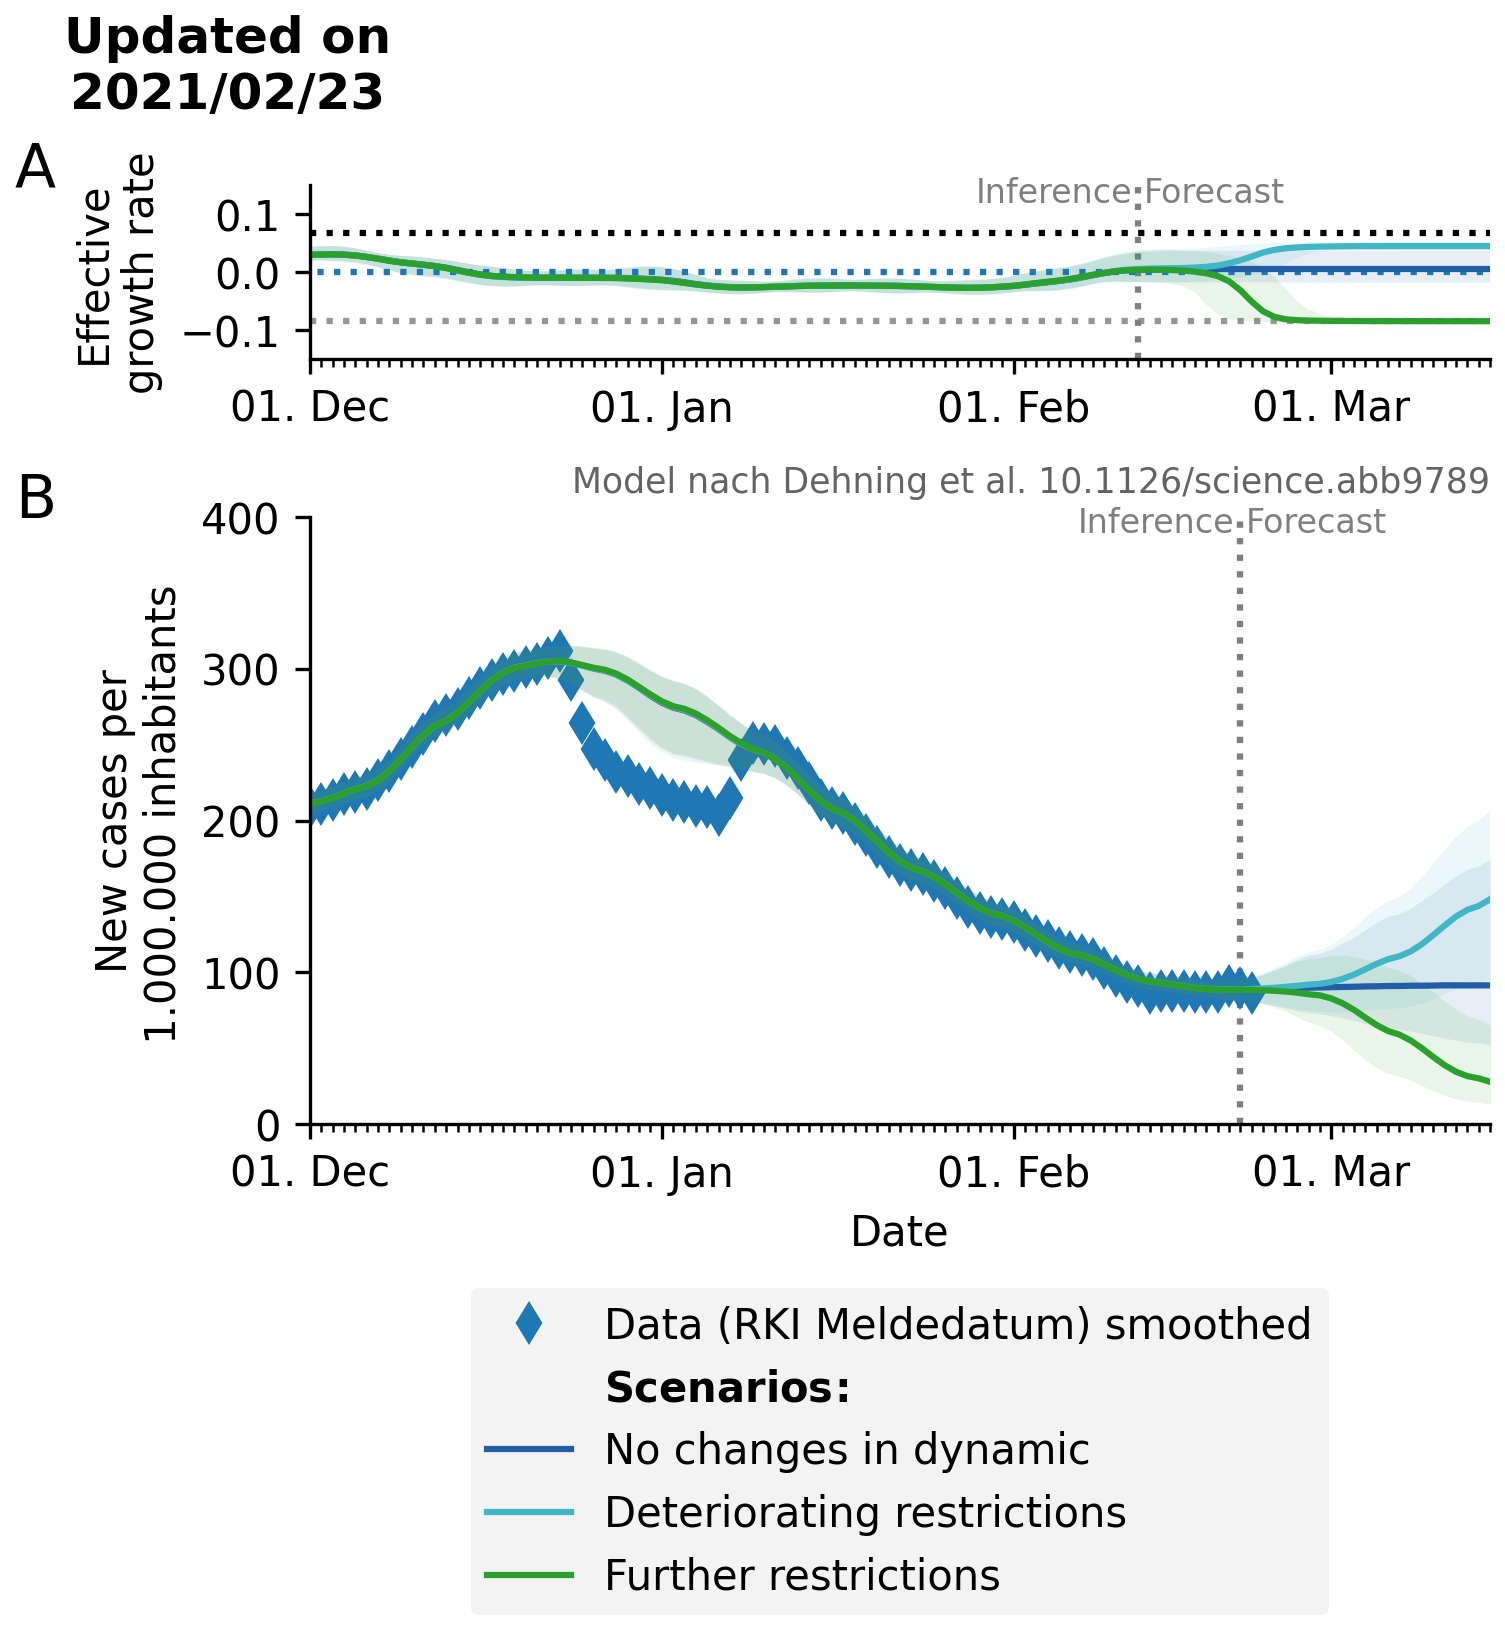 Updated on
2021/02/23
A
Effective
growth rate
0.1
0.0
−0.1
Inference Forecast
01. Dec 01. Jan 01. Feb 01. Mar
B
Model nach Dehning et al. 10.1126/science.abb9789
Inference Forecast
New cases per
1.000.000 inhabitants
400
300
200
100
0
01. Dec 01. Jan 01. Feb 01. Mar
Date
Data (RKI Meldedatum) smoothed
Scenarios:
No changes in dynamic
Deteriorating restrictions
Further restrictions